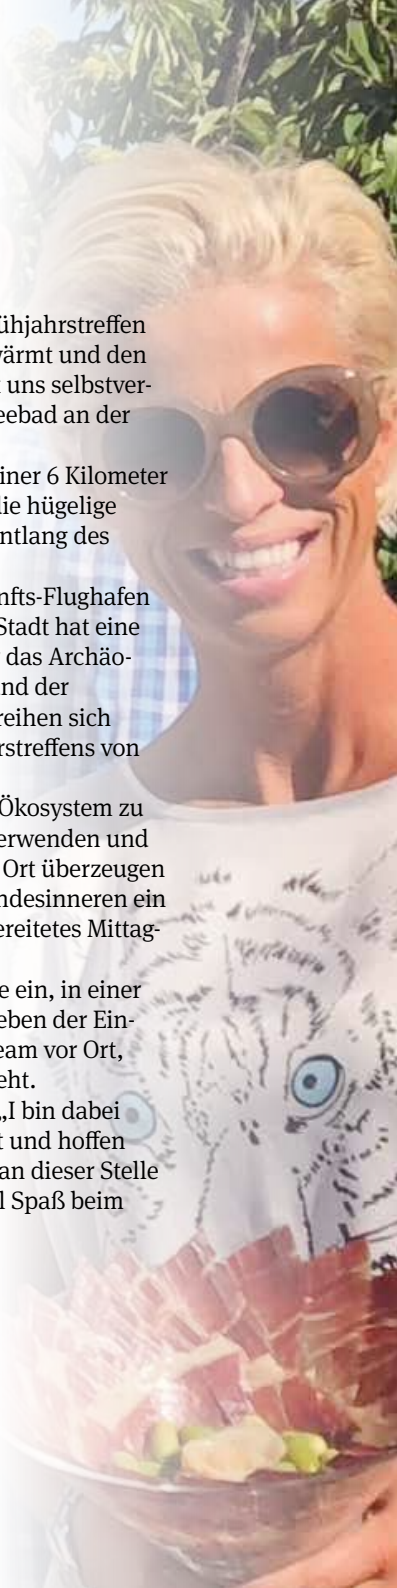 ühjahrstreffen
värmt und den
uns selbstver-
eebad an der
iner 6 Kilometer
lie hügelige
ntlang des
nfts-Flughafen
Stadt hat eine
das Archäo-
nd der
reihen sich
rstreffens von
Ökosystem zu
erwenden und
Ort überzeugen
ndesinneren ein
ereitetes Mittag-
e ein, in einer
eben der Ein-
eam vor Ort,
eht.
„I bin dabei
t und hoffen
an dieser Stelle
l Spaß beim